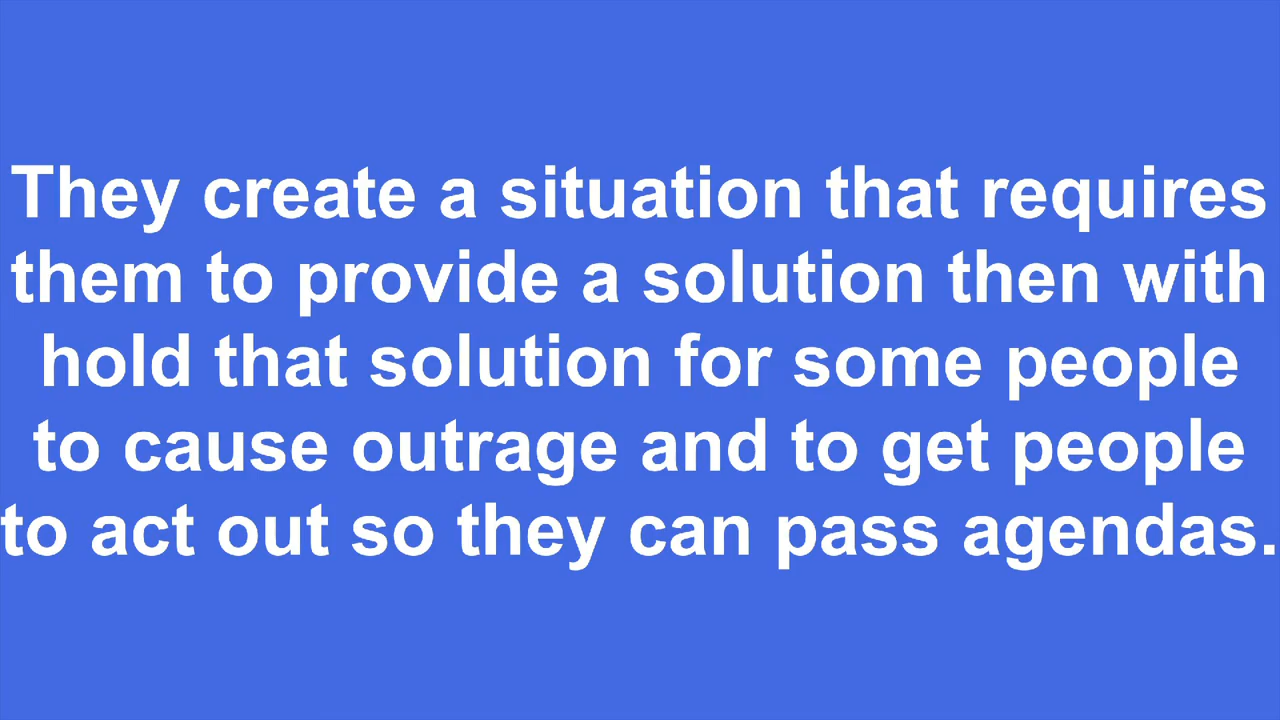 They create a situation that requires
them to provide a solution then with
hold that solution for some people
to cause outrage and to get people
to act out so they can pass agendas.